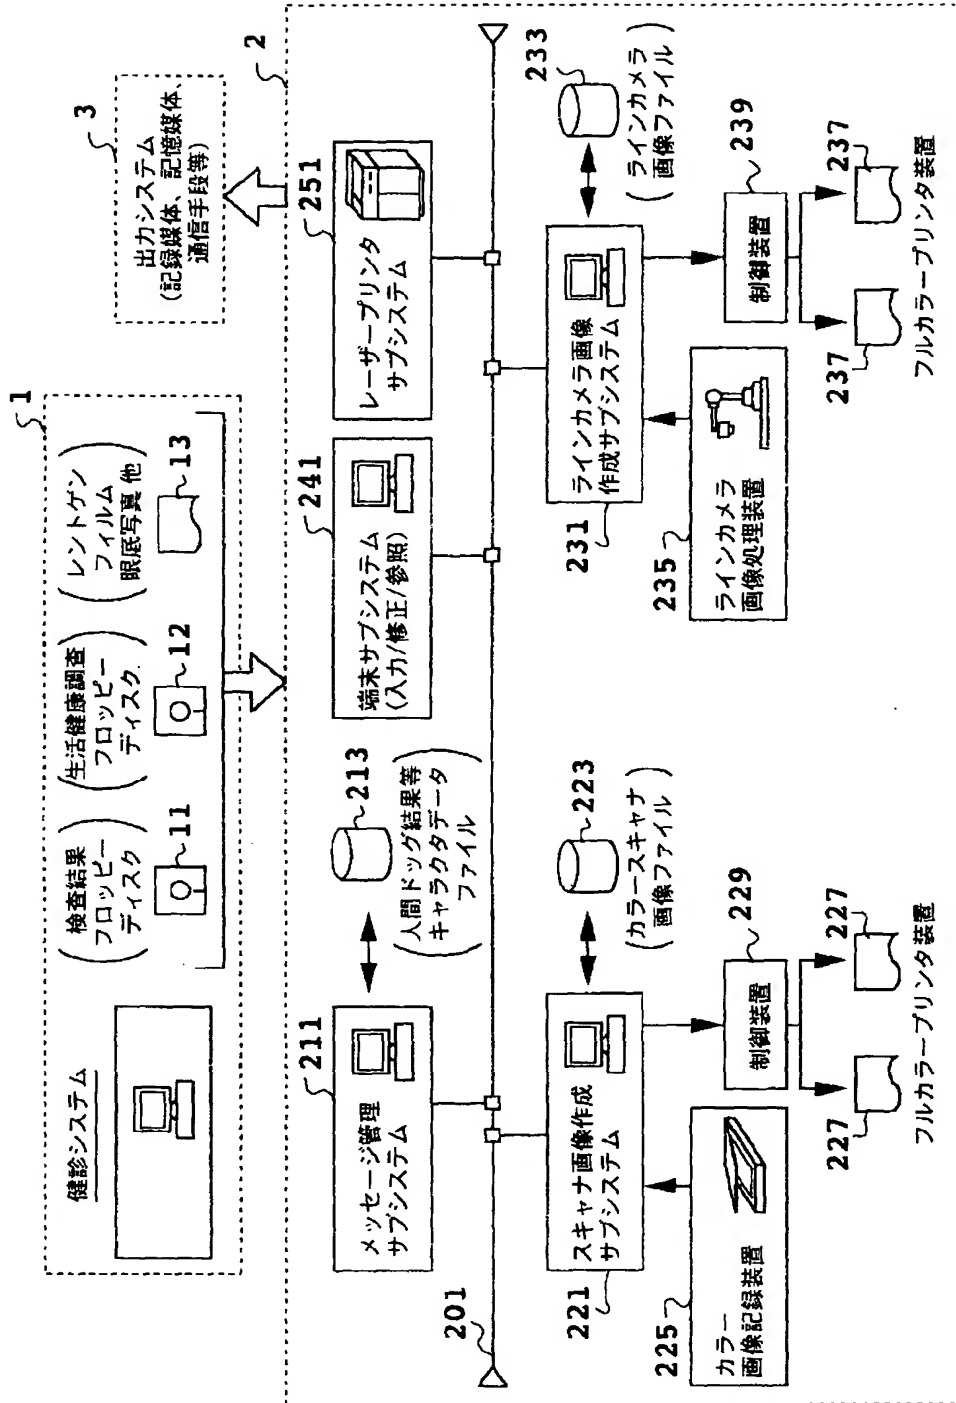 1
健診システム
(検査結果
フロッピー
ディスク)
11
(生活健康調査
フロッピー
ディスク)
12
(レントゲン
フィルム
眼底写真 他)
13
3
出力システム
(記録媒体、記憶媒体、
通信手段等)
2
211
メッセージ管理
サブシステム
213
(人間ドッグ結果等
キャラクタデータ
ファイル)
241
端末サブシステム
(入力/修正/参照)
251
レーザープリンタ
サブシステム
201
221
スキャナ画像作成
サブシステム
223
(カラースキャナ
画像ファイル)
231
ラインカメラ画像
作成サブシステム
233
(ラインカメラ
画像ファイル)
225
カラー
画像記録装置
229
制御装置
227
227
フルカラープリンタ装置
235
ラインカメラ
画像処理装置
239
制御装置
237
237
フルカラープリンタ装置